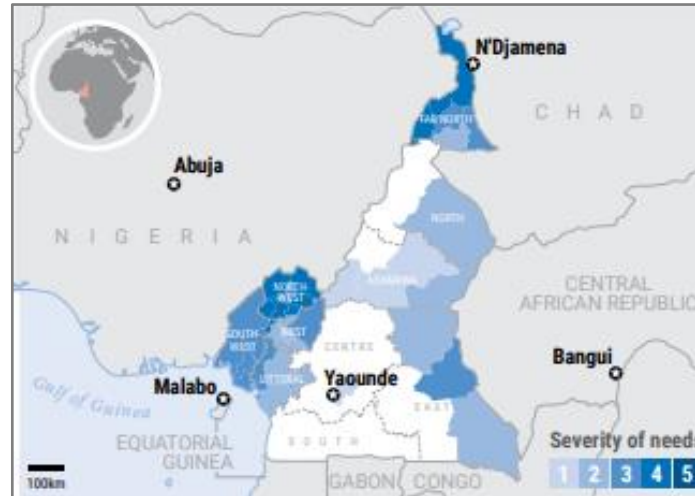 N'Djamena
CHAD
FAR NORTH
Abuja
NIGERIA
NORTH
ADAMAWA
CENTRAL
AFRICAN REPUBLIC
NORTH
WEST
SOUTH
WEST
WEST
CENTRE
Bangui
LITTORAL
Malabo
Yaounde
EAST
Gulf of Guinea
EQUATORIAL
GUINEA
SOUTH
Severity of needs
1 2 3 4 5
100km
GABON
CONGO